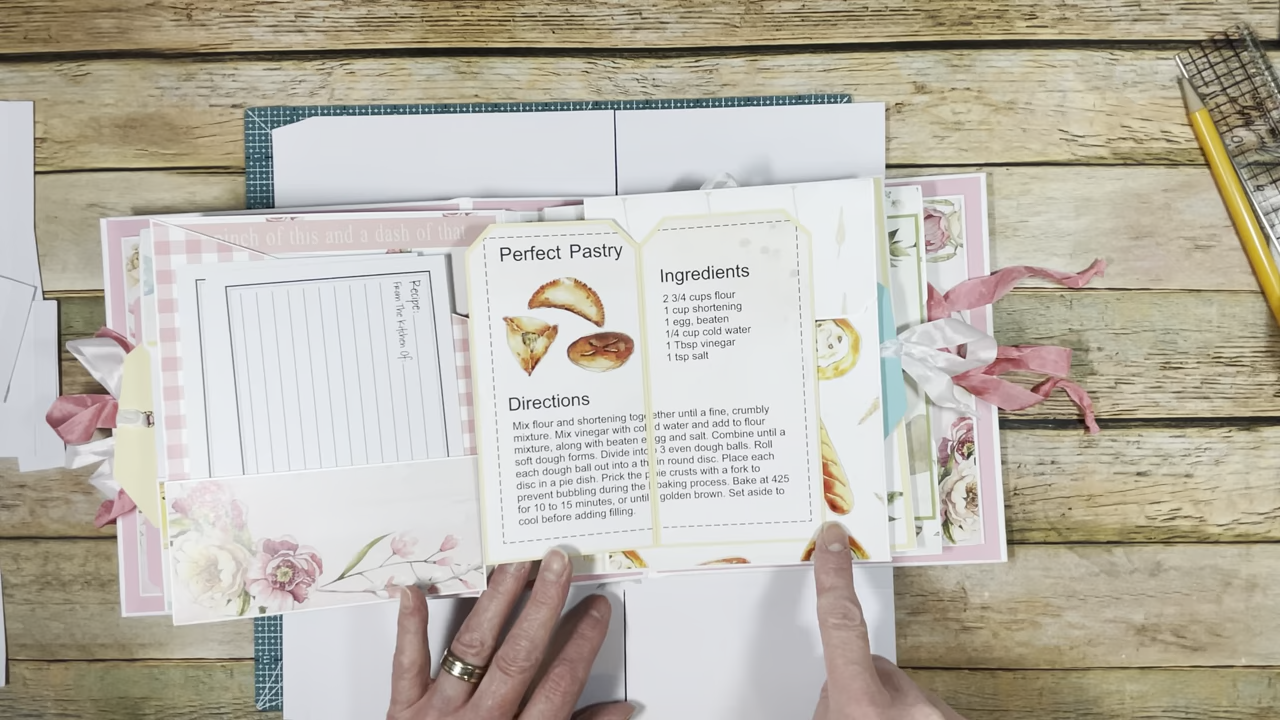 pinch of this and a dash of that
Recipe:
From The Kitchen Of
Perfect Pastry
Ingredients
2 3/4 cups flour
1 cup shortening
1 egg, beaten
1/4 cup cold water
1 Tbsp vinegar
1 tsp salt
Directions
Mix flour and shortening together until a fine, crumbly
mixture. Mix vinegar with cold water and add to flour
mixture, along with beaten egg and salt. Combine until a
soft dough forms. Divide into 3 even dough balls. Roll
each dough ball out into a thin round disc. Place each
disc in a pie dish. Prick the pie crusts with a fork to
prevent bubbling during the baking process. Bake at 425
for 10 to 15 minutes, or until golden brown. Set aside to
cool before adding filling.